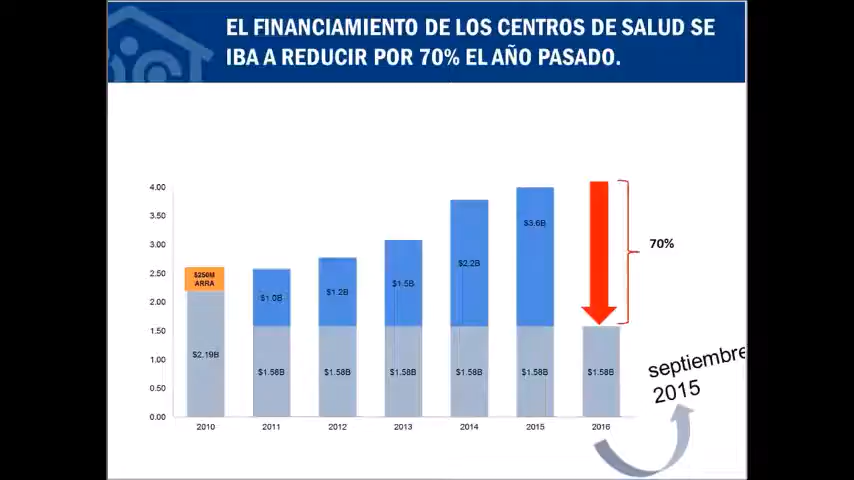 EL FINANCIAMIENTO DE LOS CENTROS DE SALUD SE
IBA A REDUCIR POR 70% EL AÑO PASADO.
4.00
3.50
3.00
2.50
2.00
1.50
1.00
0.50
0.00
$250M
ARRA
$2.19B
$1.0B
$1.58B
$1.2B
$1.58B
$1.5B
$1.58B
$2.2B
$1.58B
$3.6B
$1.58B
$1.58B
70%
septiembre
2015
2010
2011
2012
2013
2014
2015
2016